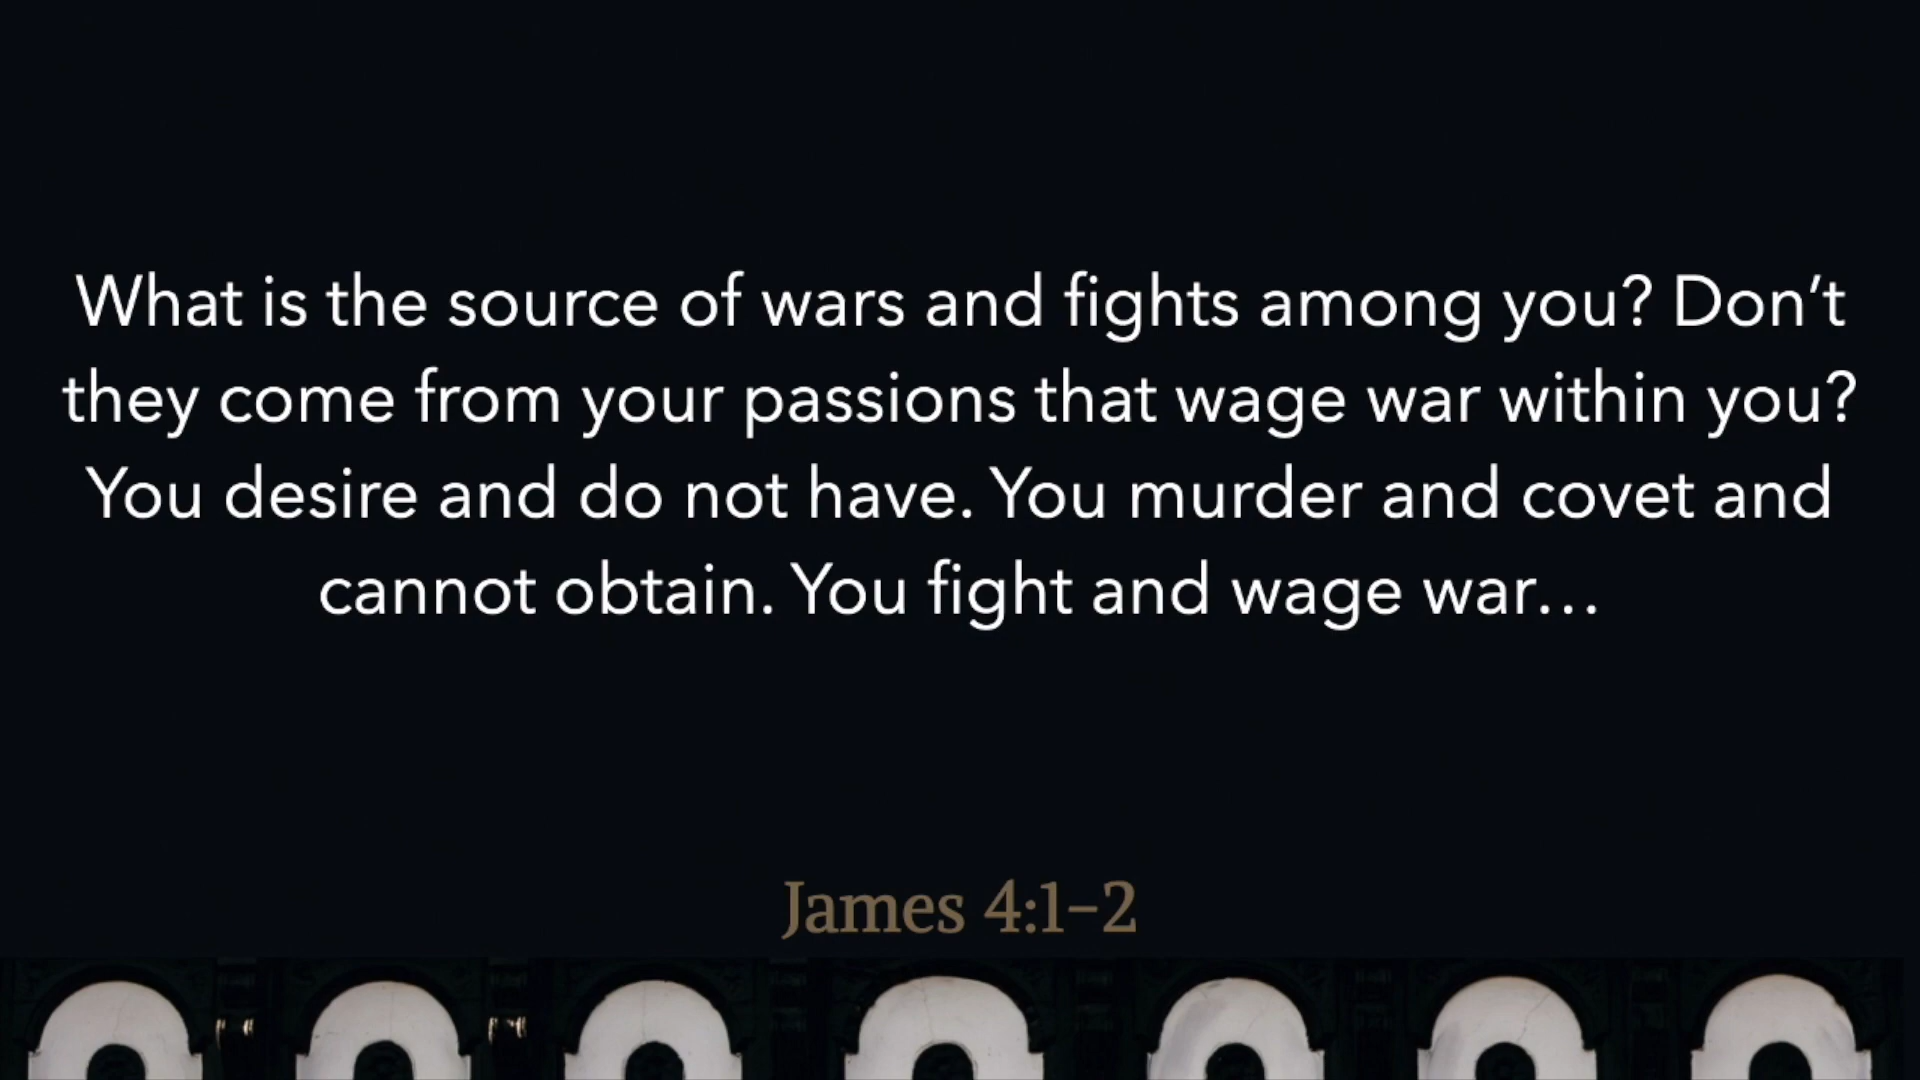 What is the source of wars and fights among you? Don’t
they come from your passions that wage war within you?
You desire and do not have. You murder and covet and
cannot obtain. You fight and wage war…
James 4:1–2